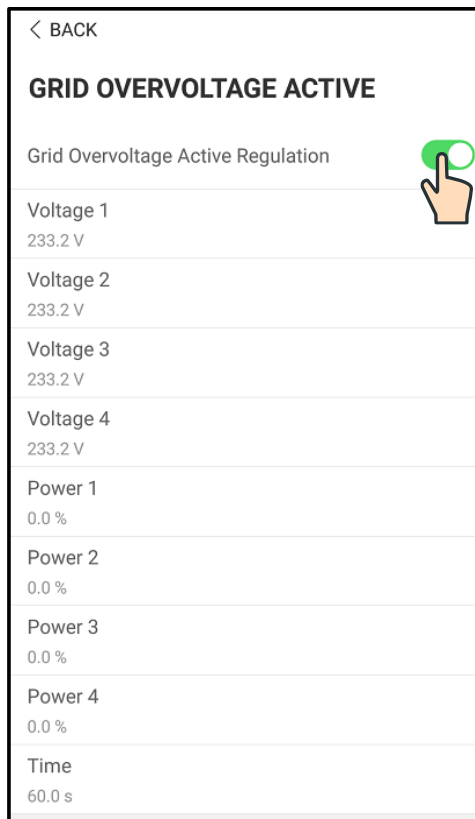 < BACK
GRID OVERVOLTAGE ACTIVE
Grid Overvoltage Active Regulation
Voltage 1
233.2 V
Voltage 2
233.2 V
Voltage 3
233.2 V
Voltage 4
233.2 V
Power 1
0.0 %
Power 2
0.0 %
Power 3
0.0 %
Power 4
0.0 %
Time
60.0 s